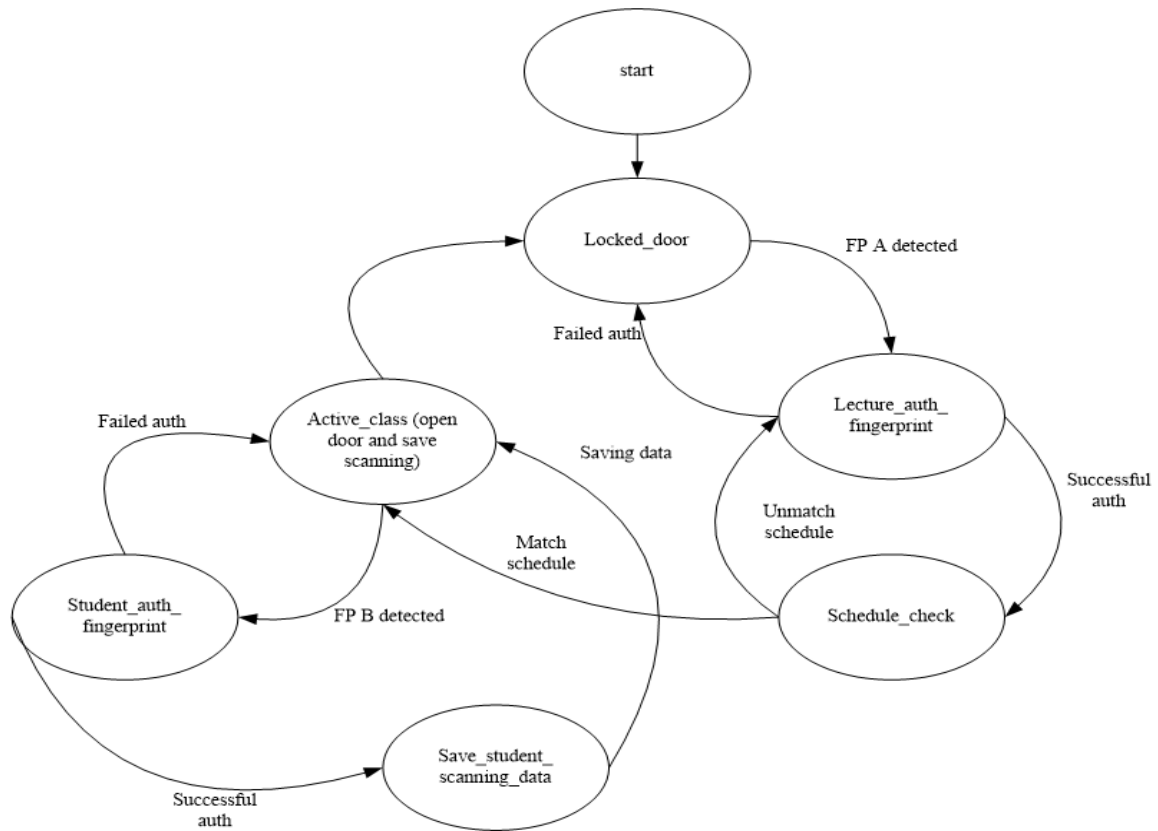 start
Locked_door
FP A detected
Failed auth
Lecture_auth_
fingerprint
Active_class (open
door and save
scanning)
Failed auth
Saving data
Successful
auth
Unmatch
schedule
Match
schedule
Student_auth_
fingerprint
FP B detected
Schedule_check
Save_student_
scanning_data
Successful
auth